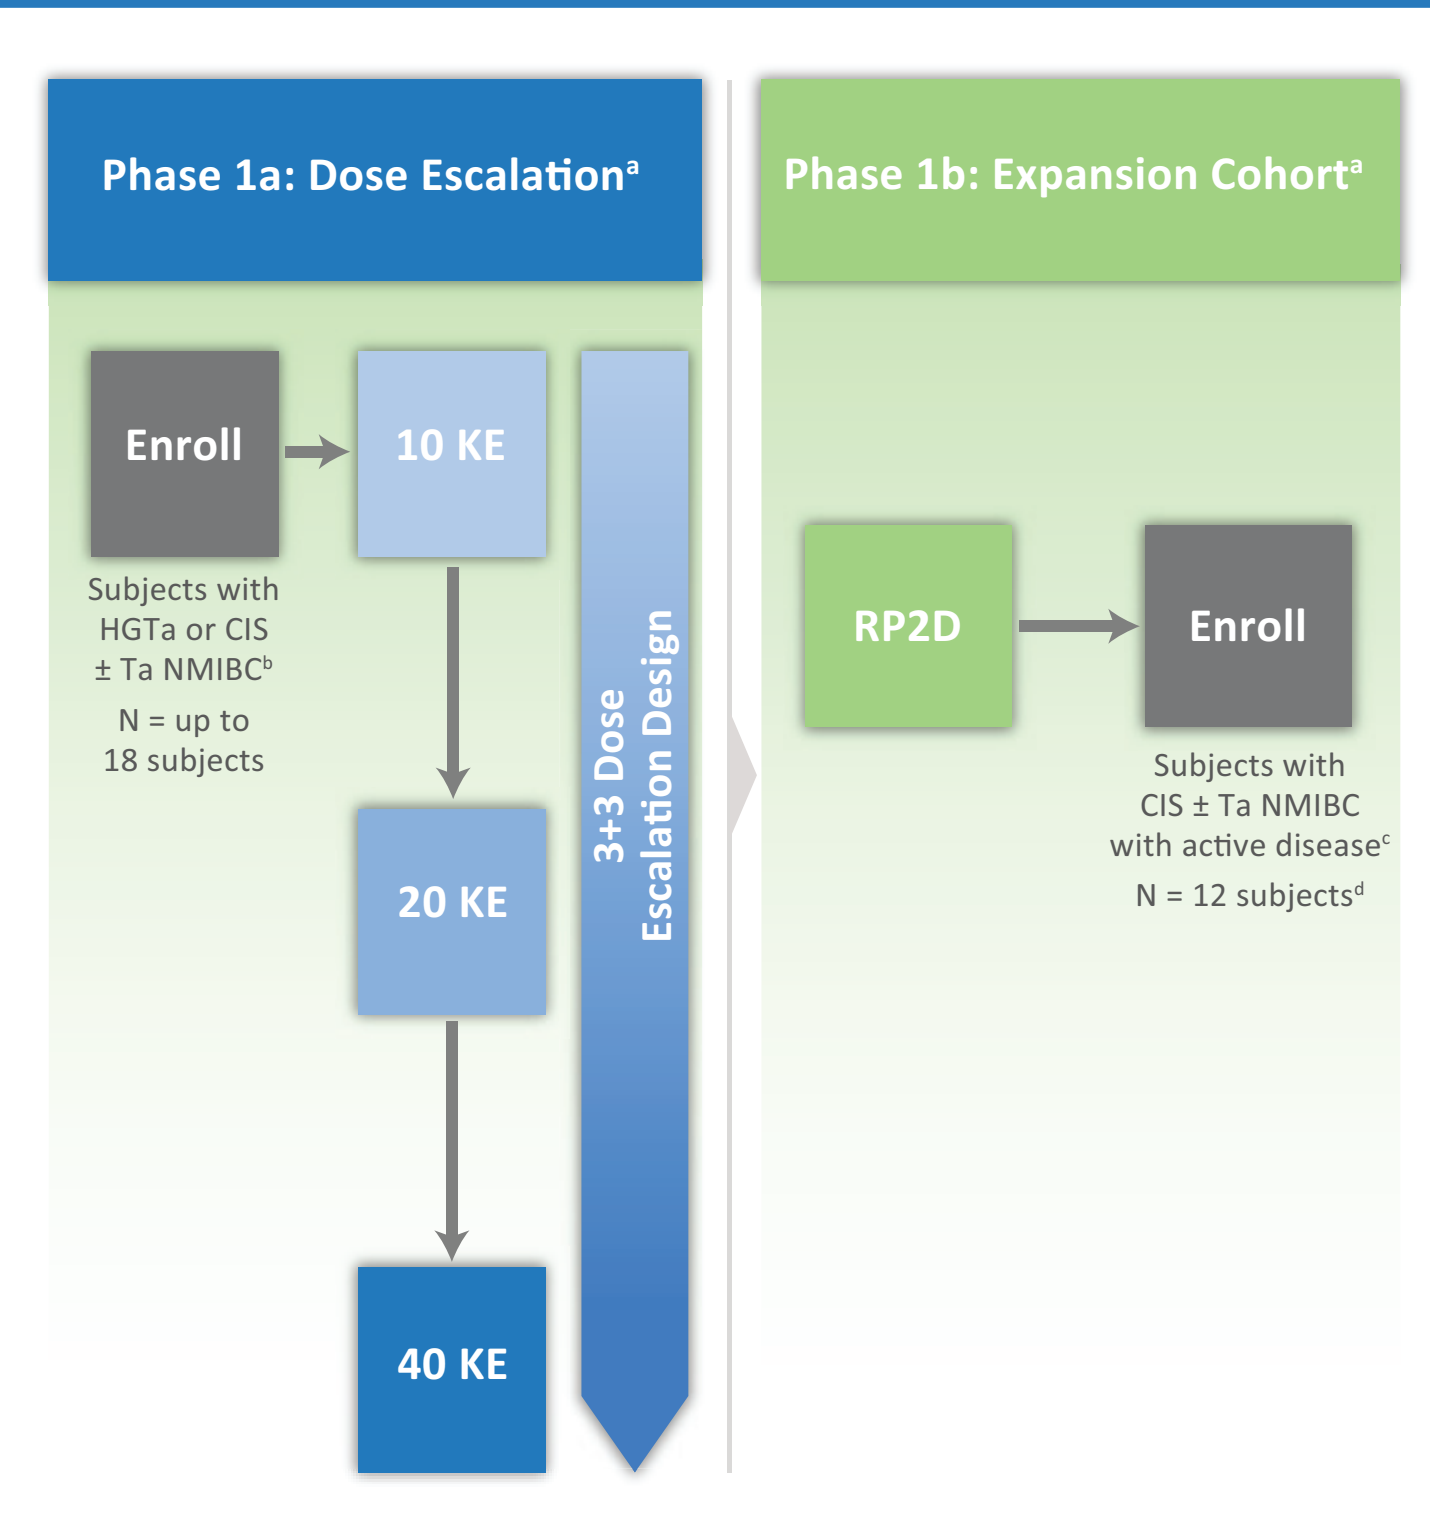 Phase 1a: Dose Escalationᵃ
Enroll
10 KE
Subjects with
HGTa or CIS
± Ta NMIBCᵇ
N = up to
18 subjects
20 KE
40 KE
3+3 Dose
Escalation Design
Phase 1b: Expansion Cohortᵃ
RP2D
Enroll
Subjects with
CIS ± Ta NMIBC
with active diseaseᶜ
N = 12 subjectsᵈ